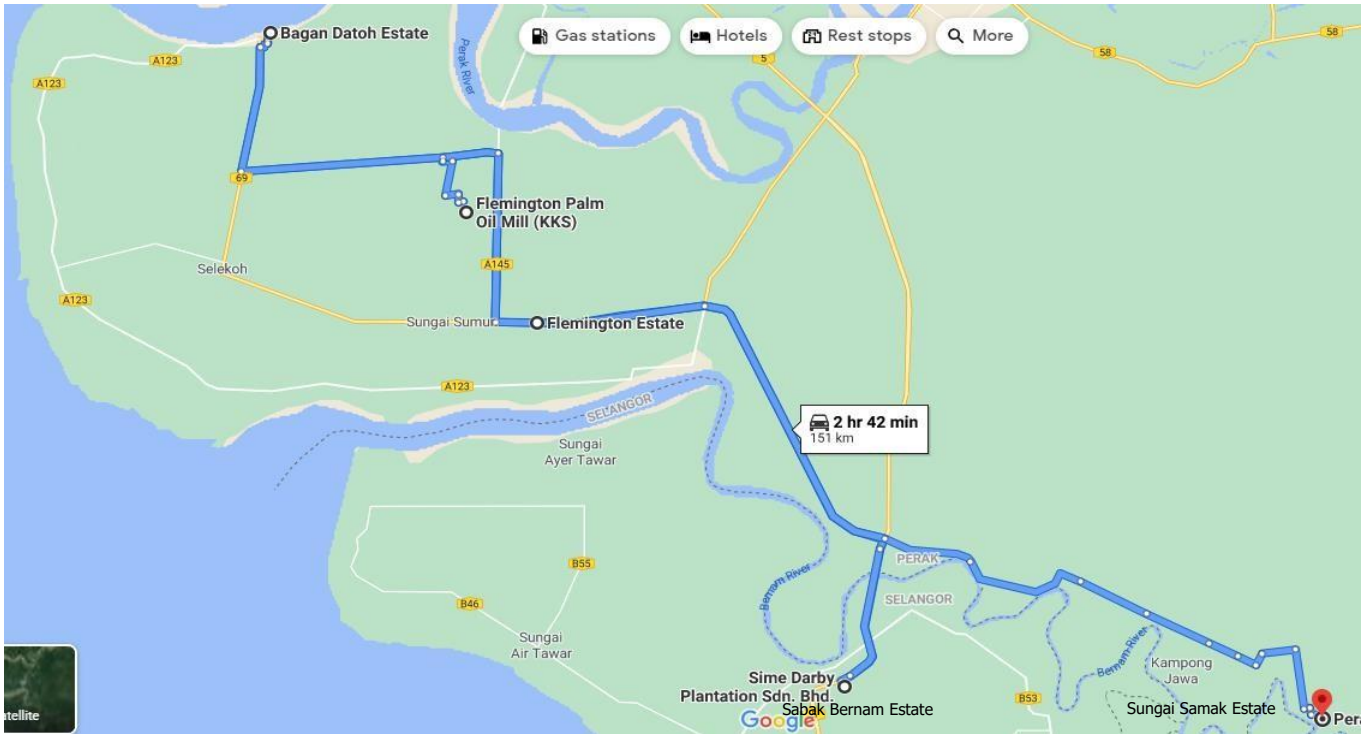 Bagan Datoh Estate
Gas stations
Hotels
Rest stops
More
58
58
5
A123
A123
Perak River
69
Flemington Palm
Oil Mill (KKS)
Selekoh
A145
A123
Sungai Sumur
Flemington Estate
A123
SELANGOR
2 hr 42 min
151 km
Sungai
Ayer Tawar
PERAK
B55
Bernam River
SELANGOR
B46
Sungai
Air Tawar
Bernam River
Kampong
Jawa
Sime Darby
Plantation Sdn. Bhd.
B53
Sabak Bernam Estate
Sungai Samak Estate
Google